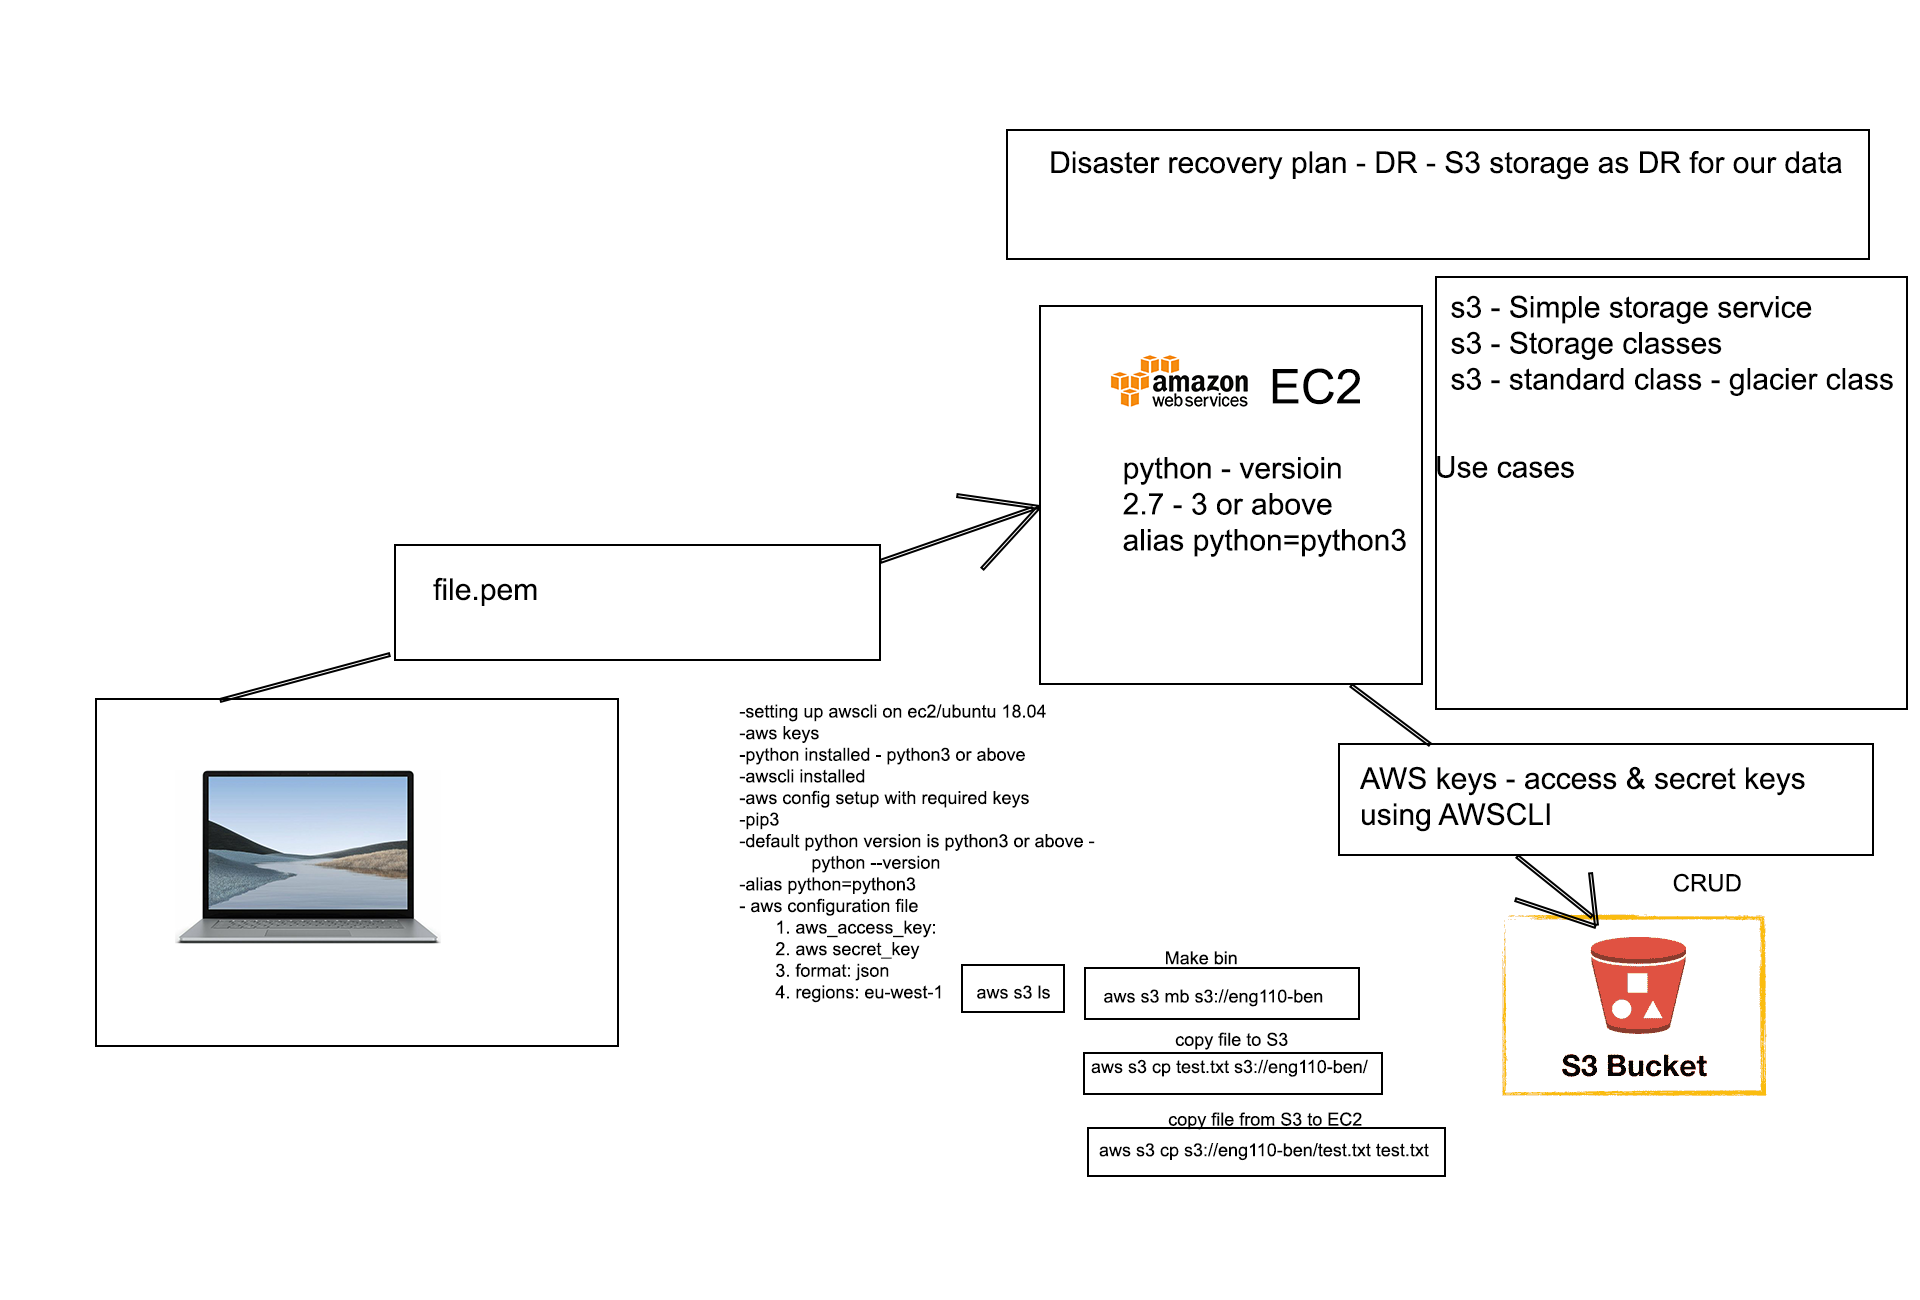 Disaster recovery plan - DR - S3 storage as DR for our data
s3 - Simple storage service
s3 - Storage classes
s3 - standard class - glacier class
Use cases
amazon
webservices
EC2
python - versioin
2.7 - 3 or above
alias python=python3
file.pem
-setting up awscli on ec2/ubuntu 18.04
-aws keys
-python installed - python3 or above
-awscli installed
-aws config setup with required keys
-pip3
-default python version is python3 or above -
python --version
-alias python=python3
- aws configuration file
1. aws_access_key:
2. aws secret_key
3. format: json
4. regions: eu-west-1
AWS keys - access & secret keys
using AWSCLI
CRUD
S3 Bucket
aws s3 ls
Make bin
aws s3 mb s3://eng110-ben
copy file to S3
aws s3 cp test.txt s3://eng110-ben/
copy file from S3 to EC2
aws s3 cp s3://eng110-ben/test.txt test.txt